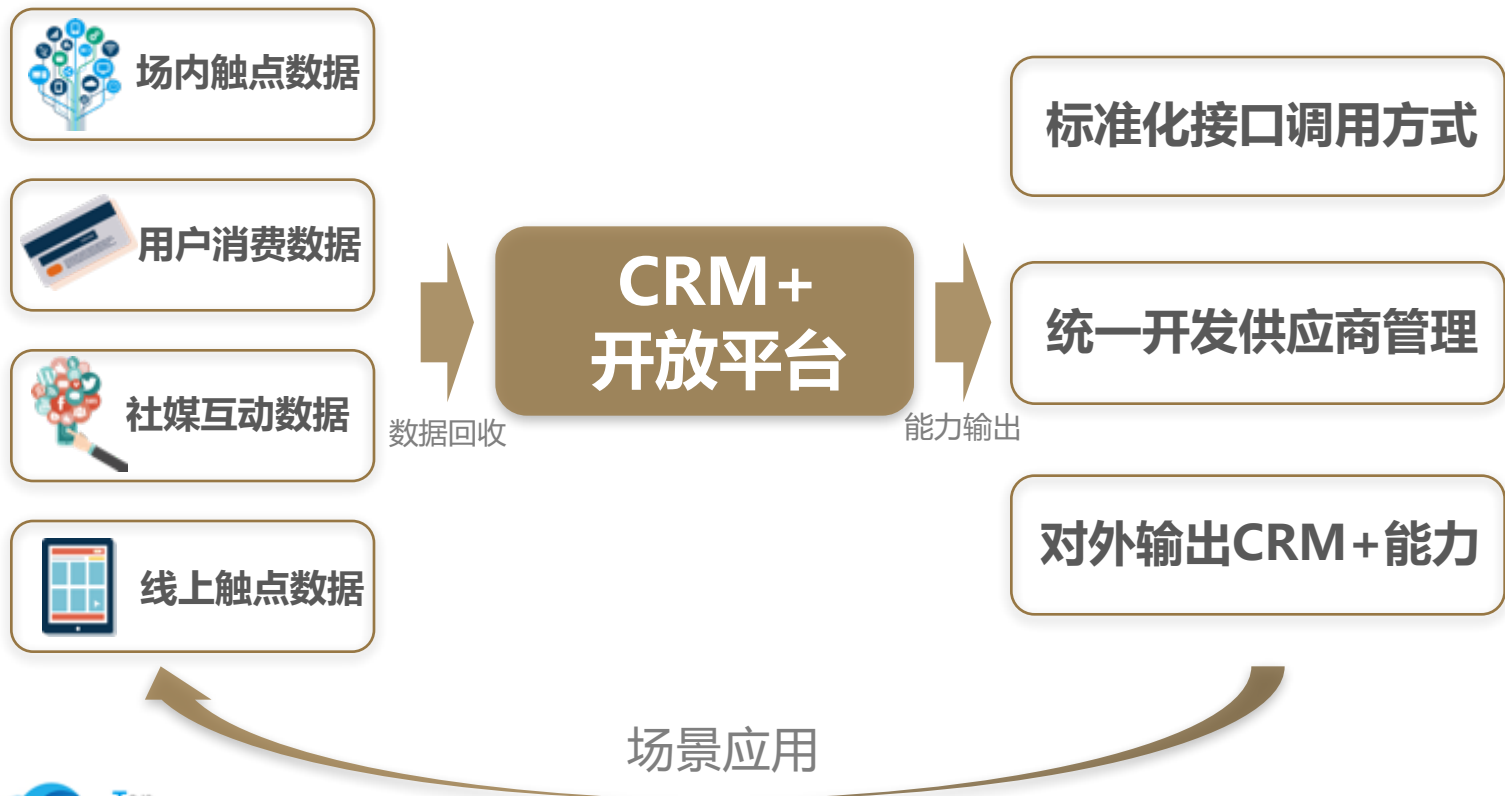 场内触点数据
用户消费数据
社媒互动数据
线上触点数据
数据回收
CRM+
开放平台
能力输出
标准化接口调用方式
统一开发供应商管理
对外输出CRM+能力
场景应用